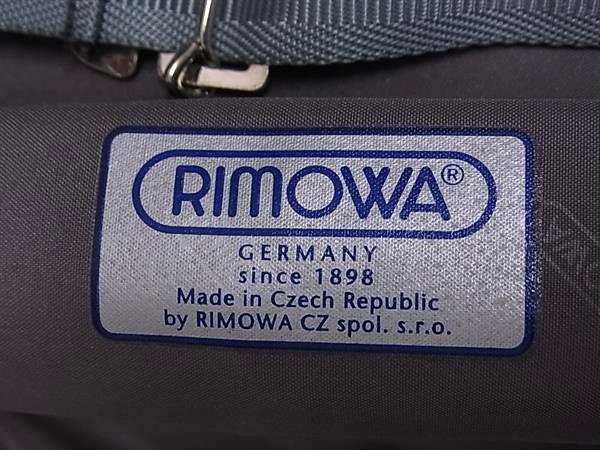 RIMOWA®
GERMANY
since 1898
Made in Czech Republic
by RIMOWA CZ spol. s.r.o.